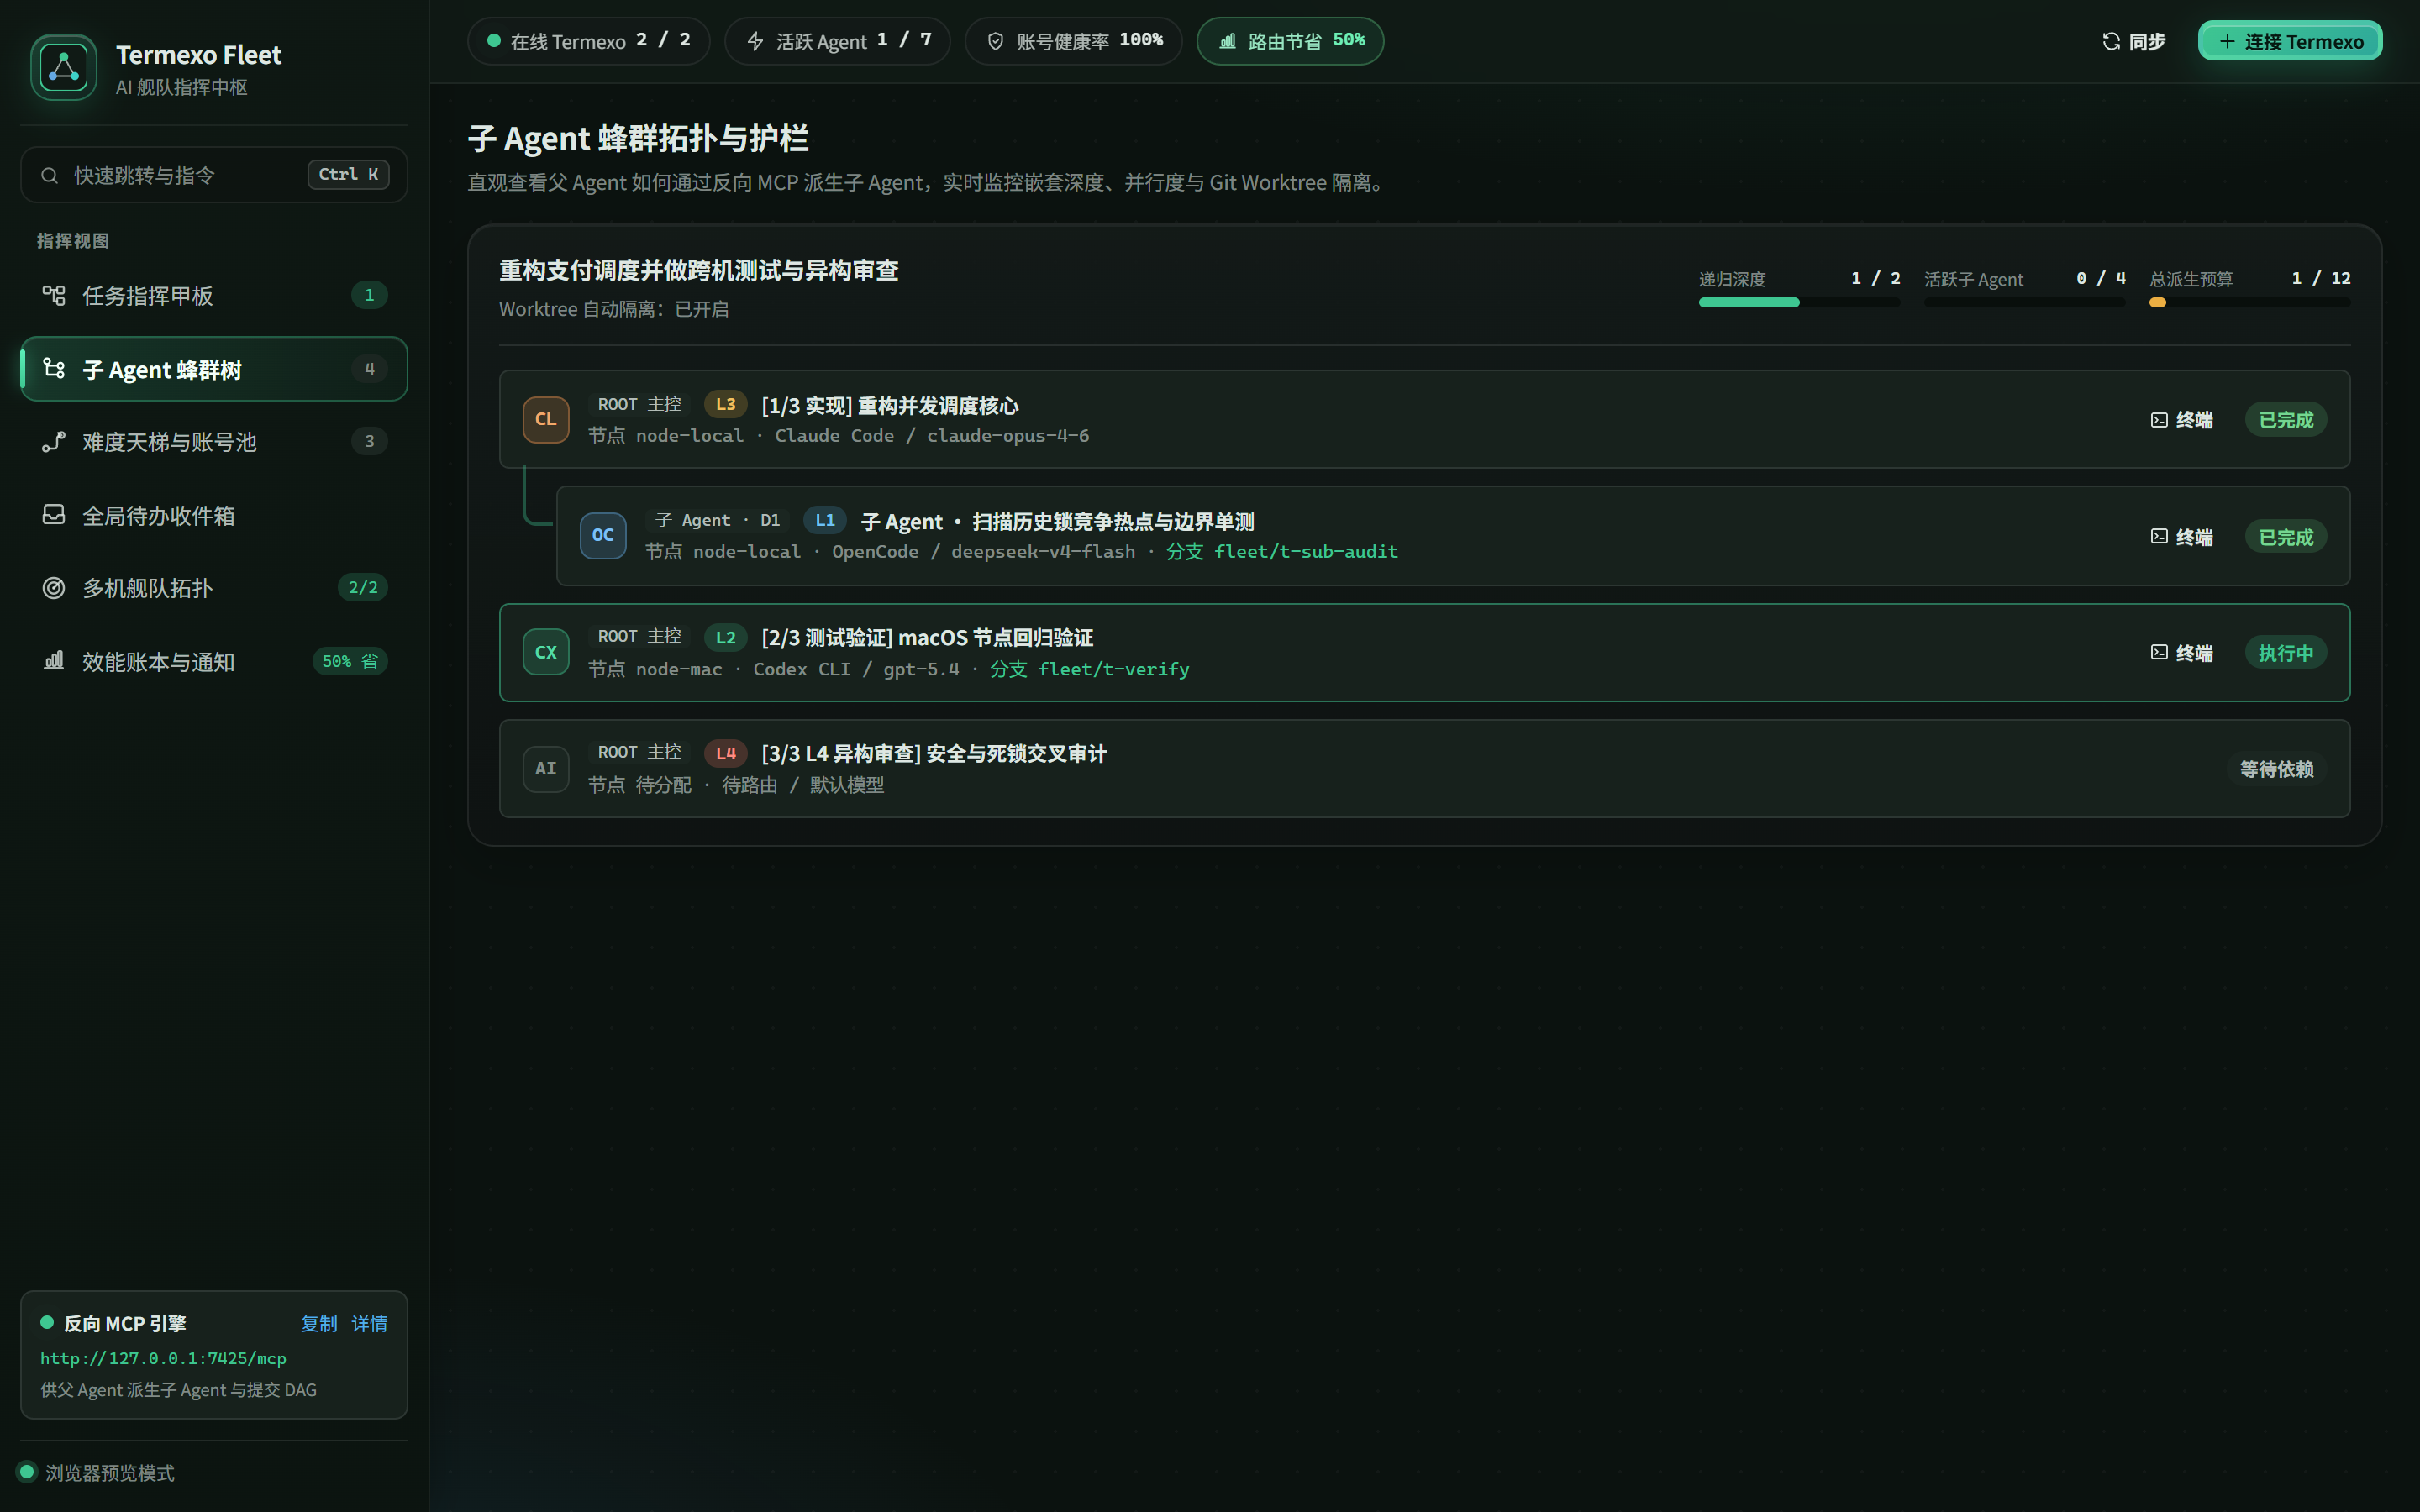 Termexo Fleet
AI 舰队指挥中枢
快速跳转与指令 Ctrl K
指挥视图
任务指挥甲板 1
子 Agent 蜂群树 4
难度天梯与账号池 3
全局待办收件箱
多机舰队拓扑 2/2
效能账本与通知 50% 省
反向 MCP 引擎 复制 详情
http://127.0.0.1:7425/mcp
供父 Agent 派生子 Agent 与提交 DAG
浏览器预览模式
在线 Termexo 2 / 2 活跃 Agent 1 / 7 账号健康率 100% 路由节省 50% 同步 + 连接 Termexo
子 Agent 蜂群拓扑与护栏
直观查看父 Agent 如何通过反向 MCP 派生子 Agent，实时监控嵌套深度、并行度与 Git Worktree 隔离。
重构支付调度并做跨机测试与异构审查
Worktree 自动隔离：已开启
递归深度 1 / 2 活跃子 Agent 0 / 4 总派生预算 1 / 12
CL ROOT 主控 L3 [1/3 实现] 重构并发调度核心 终端 已完成
节点 node-local · Claude Code / claude-opus-4-6
OC 子 Agent · D1 L1 子 Agent · 扫描历史锁竞争热点与边界单测 终端 已完成
节点 node-local · OpenCode / deepseek-v4-flash · 分支 fleet/t-sub-audit
CX ROOT 主控 L2 [2/3 测试验证] macOS 节点回归验证 终端 执行中
节点 node-mac · Codex CLI / gpt-5.4 · 分支 fleet/t-verify
AI ROOT 主控 L4 [3/3 L4 异构审查] 安全与死锁交叉审计 等待依赖
节点 待分配 · 待路由 / 默认模型